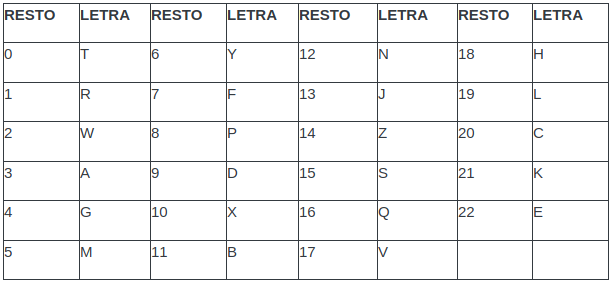 RESTO LETRA RESTO LETRA RESTO LETRA RESTO LETRA
0 T 6 Y 12 N 18 H
1 R 7 F 13 J 19 L
2 W 8 P 14 Z 20 C
3 A 9 D 15 S 21 K
4 G 10 X 16 Q 22 E
5 M 11 B 17 V